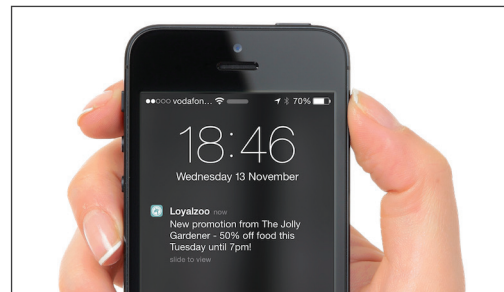 vodafon... 70%
18:46
Wednesday 13 November
Loyalzoo now
New promotion from The Jolly
Gardener - 50% off food this
Tuesday until 7pm!
slide to view